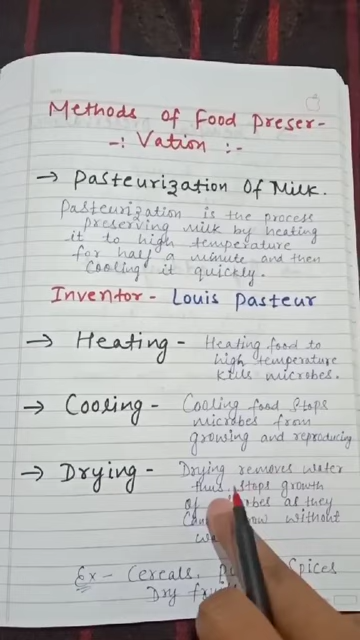 Methods of Food Preser-
-: Vation :-
→ Pasteurization Of Milk.
Pasteurization is the process
preserving milk by heating
it to high temperature
for half a minute and then
Cooling it quickly.
Inventor - Louis Pasteur
→ Heating - Heating food to
high temperature
kills microbes.
→ Cooling - Cooling food stops
microbes from
growing and reproducing
→ Drying - Drying removes water
thus stops growth
of as they
without
Ex - Cereals, Spices
Dry